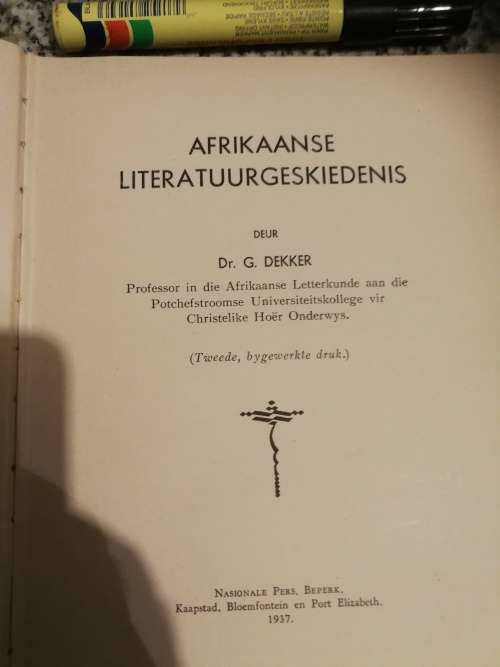 AFRIKAANSE
LITERATUURGESKIEDENIS
DEUR
Dr. G. DEKKER
Professor in die Afrikaanse Letterkunde aan die
Potchefstroomse Universiteitskollege vir
Christelike Hoër Onderwys.
(Tweede, bygewerkte druk.)
NASIONALE PERS, BEPERK,
Kaapstad, Bloemfontein en Port Elizabeth.
1937.